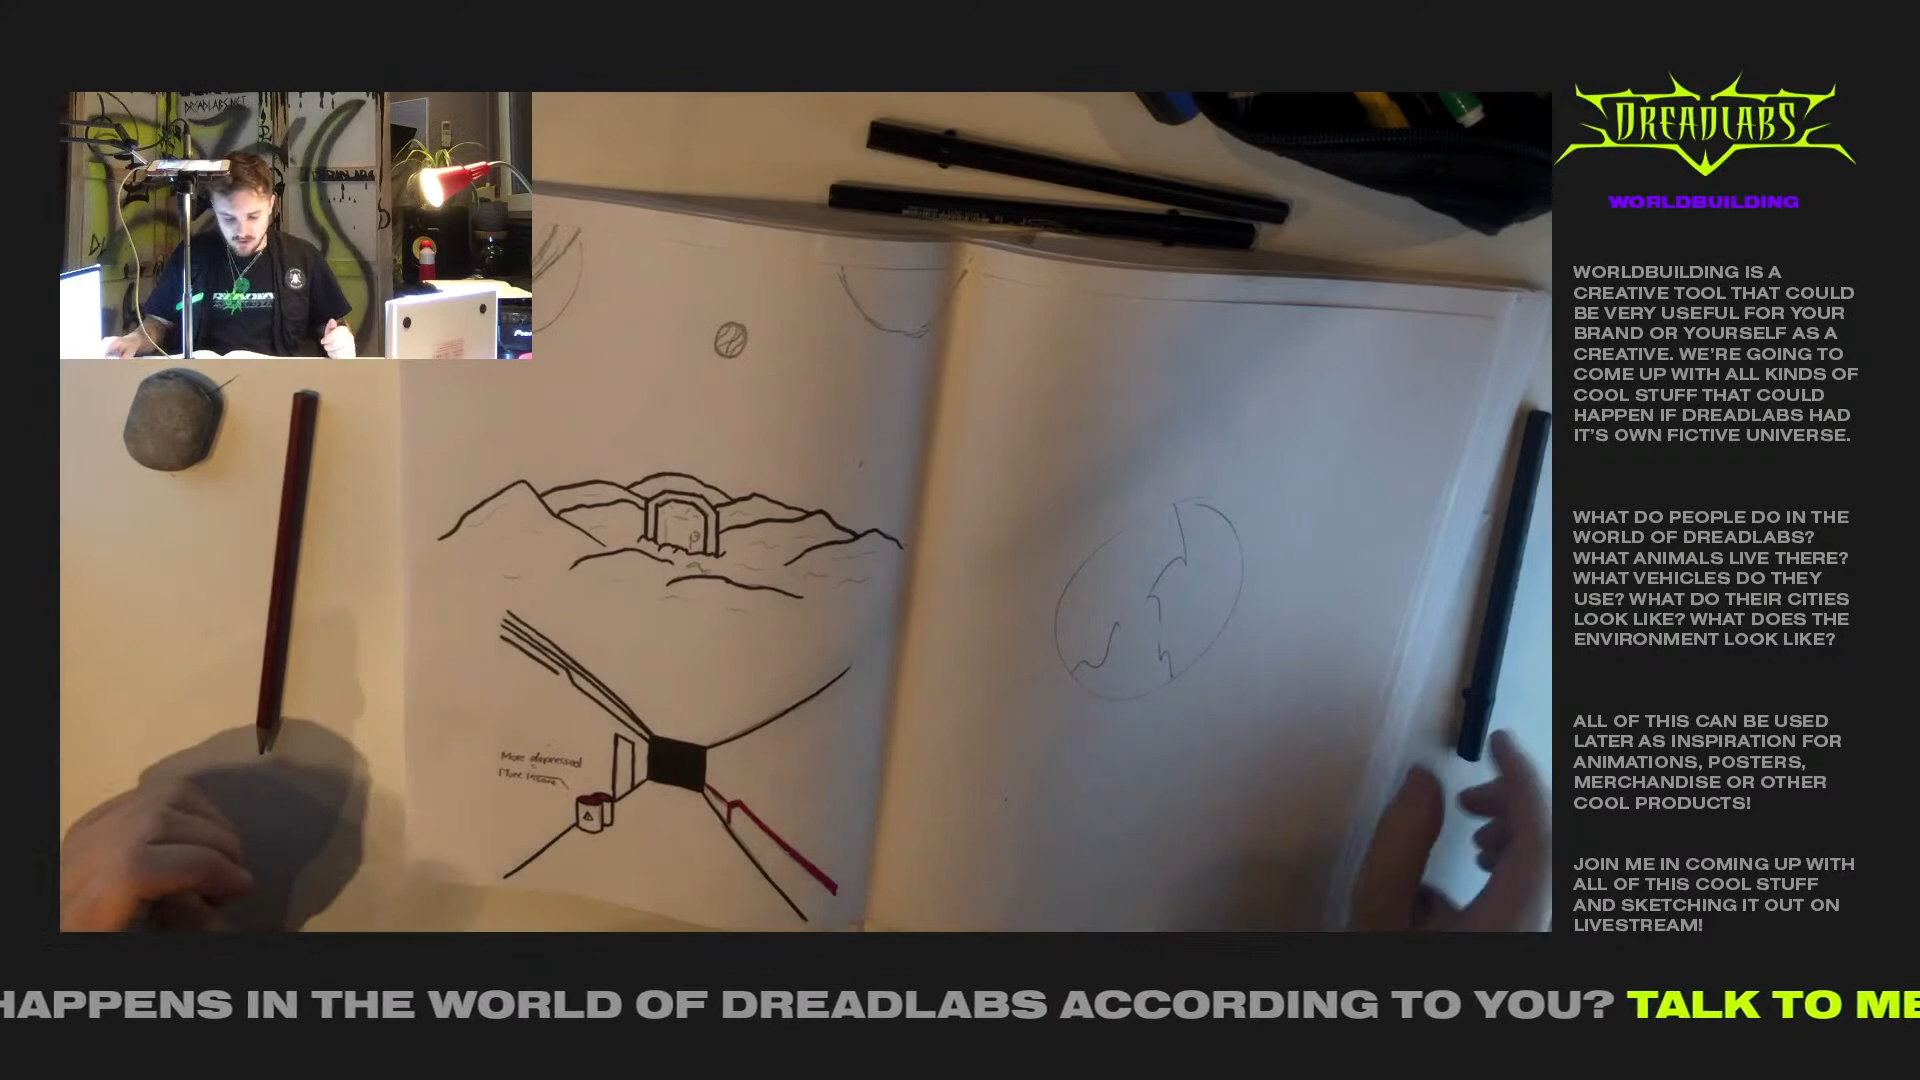 DREADLABS.NET
DREADLABS
WORLDBUILDING
WORLDBUILDING IS A
CREATIVE TOOL THAT COULD
BE VERY USEFUL FOR YOUR
BRAND OR YOURSELF AS A
CREATIVE. WE'RE GOING TO
COME UP WITH ALL KINDS OF
COOL STUFF THAT COULD
HAPPEN IF DREADLABS HAD
IT'S OWN FICTIVE UNIVERSE.
WHAT DO PEOPLE DO IN THE
WORLD OF DREADLABS?
WHAT ANIMALS LIVE THERE?
WHAT VEHICLES DO THEY
USE? WHAT DO THEIR CITIES
LOOK LIKE? WHAT DOES THE
ENVIRONMENT LOOK LIKE?
More depressed
More insane
ALL OF THIS CAN BE USED
LATER AS INSPIRATION FOR
ANIMATIONS, POSTERS,
MERCHANDISE OR OTHER
COOL PRODUCTS!
JOIN ME IN COMING UP WITH
ALL OF THIS COOL STUFF
AND SKETCHING IT OUT ON
LIVESTREAM!
HAPPENS IN THE WORLD OF DREADLABS ACCORDING TO YOU? TALK TO ME